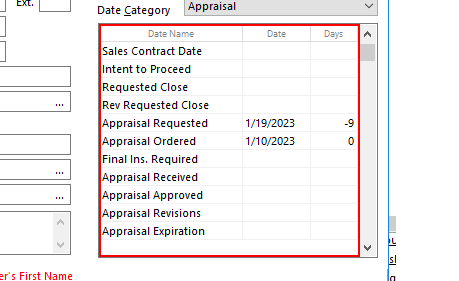 Ext.
Date Category Appraisal
Date Name Date Days
Sales Contract Date
Intent to Proceed
Requested Close
Rev Requested Close
Appraisal Requested 1/19/2023 -9
Appraisal Ordered 1/10/2023 0
Final Ins. Required
Appraisal Received
Appraisal Approved
Appraisal Revisions
Appraisal Expiration
...
...
...
er's First Name